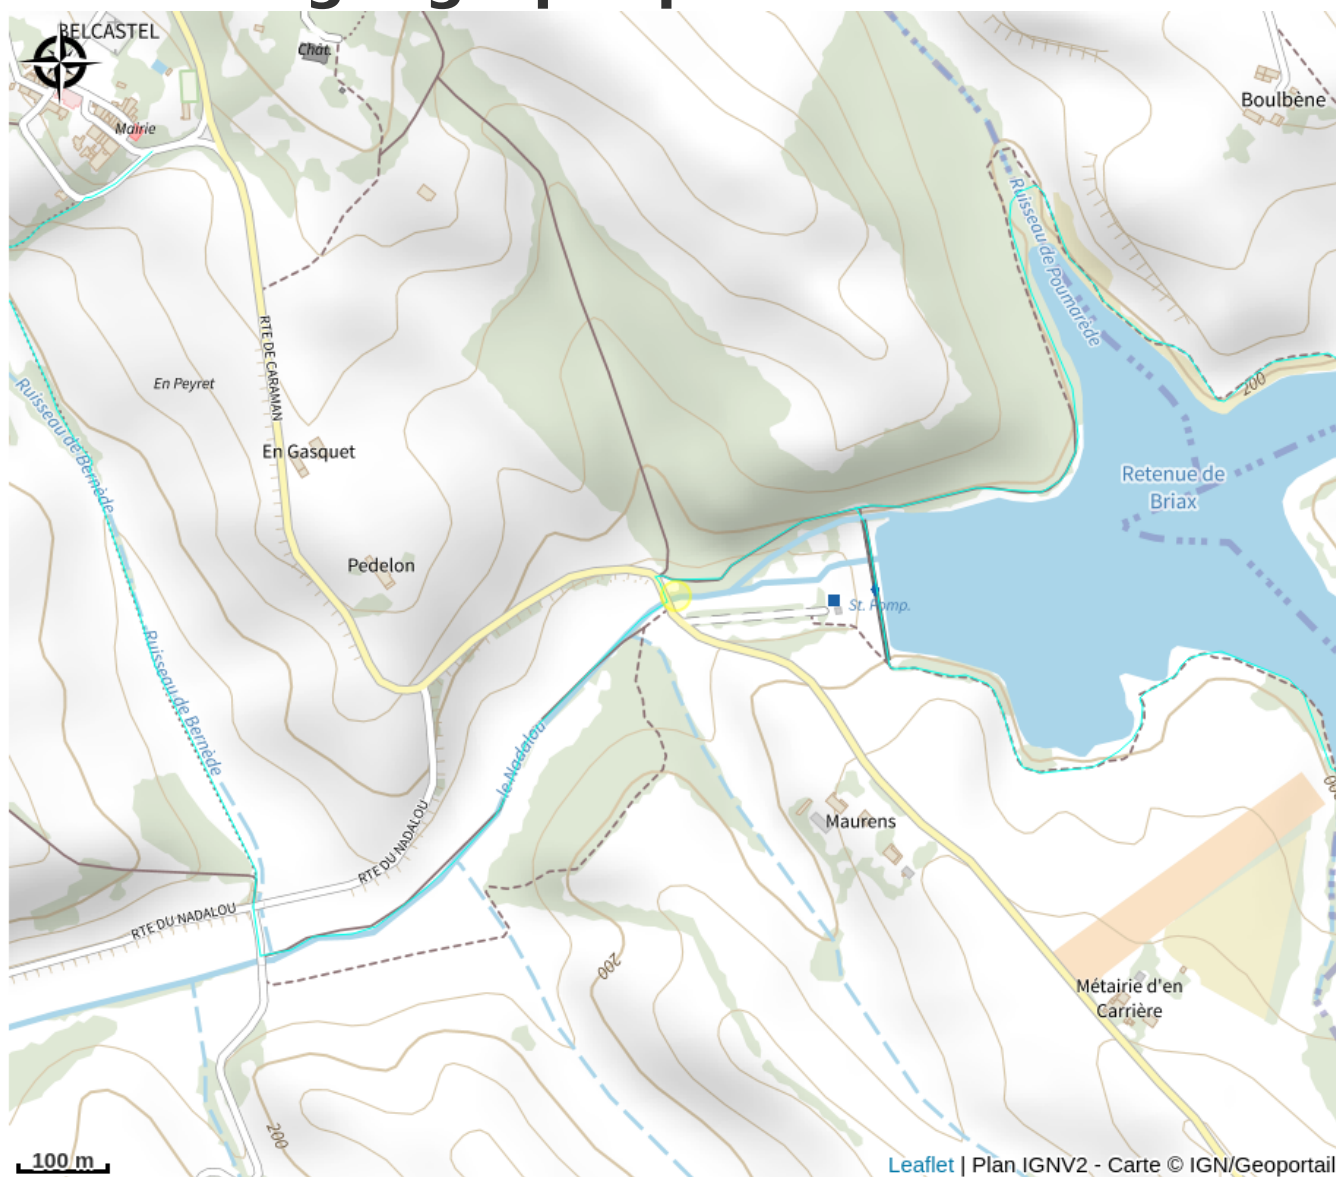 BELCASTEL
Chât.
Mairie
Boulbène
Ruisseau de Poumarède
RTE DE CARAMAN
En Peyret
200
Ruisseau de Bernède
En Gasquet
Retenue de
Briax
Pedelon
St. Pomp.
Ruisseau de Bernède
le Nadalou
RTE DU NADALOU
Maurens
RTE DU NADALOU
200
Métairie d'en
Carrière
200
100 m
Leaflet | Plan IGNV2 - Carte © IGN/Geoportail